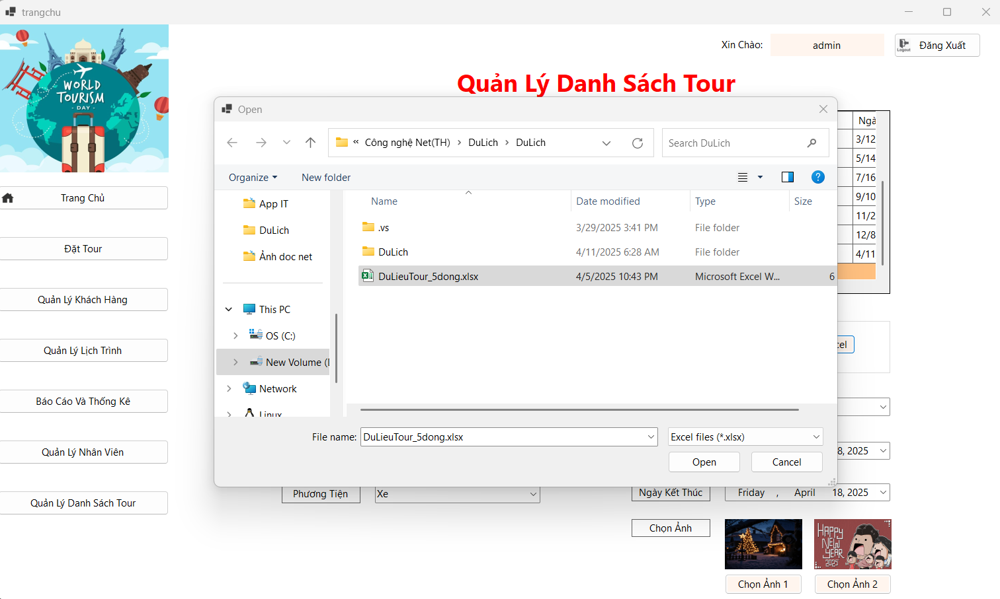 trangchu
WORLD
TOURISM
- DAY -
Xin Chào:
admin
Logout
Đăng Xuất
Quản Lý Danh Sách Tour
Trang Chủ
Đặt Tour
Quản Lý Khách Hàng
Quản Lý Lịch Trình
Báo Cáo Và Thống Kê
Quản Lý Nhân Viên
Quản Lý Danh Sách Tour
Open
« Công nghệ Net(TH) > DuLich > DuLich
Search DuLich
Organize
New folder
?
App IT
DuLich
Ảnh doc net
This PC
OS (C:)
New Volume (
Network
Linux
Name Date modified Type Size
.vs 3/29/2025 3:41 PM File folder
DuLich 4/11/2025 6:28 AM File folder
DuLieuTour_5dong.xlsx 4/5/2025 10:43 PM Microsoft Excel W... 6
File name: DuLieuTour_5dong.xlsx
Excel files (*.xlsx)
Open
Cancel
Ngà
3/12
5/14
7/16
9/10
11/2
12/8
4/11
cel
8, 2025
Phương Tiện
Xe
Ngày Kết Thúc
Friday , April 18, 2025
Chọn Ảnh
HAPPY
NEW
YEAR
2025
Chọn Ảnh 1
Chọn Ảnh 2